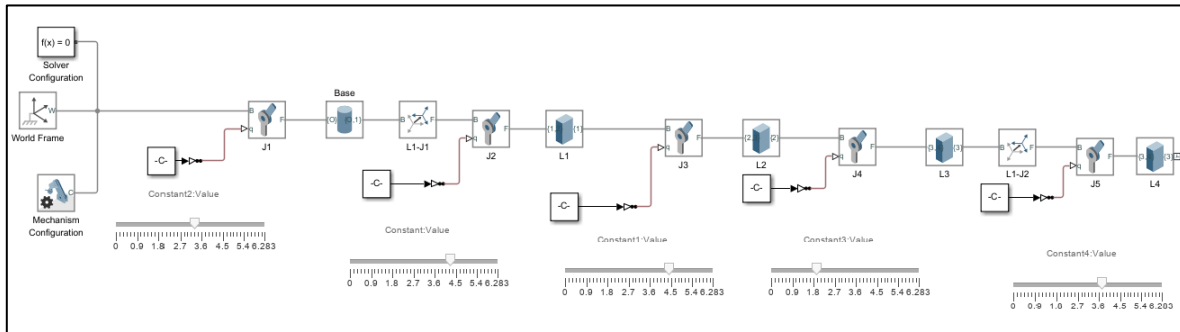 f(x) = 0
Solver
Configuration
W
World Frame
C
Mechanism
Configuration
-C-
Constant2:Value
0 0.9 1.8 2.7 3.6 4.5 5.4 6.283
B
q
F
J1
Base
B
F
L1-J1
-C-
Constant:Value
0 0.9 1.8 2.7 3.6 4.5 5.4 6.283
B
q
F
J2
{1}
L1
-C-
Constant1:Value
0 0.9 1.8 2.7 3.6 4.5 5.4 6.283
B
q
F
J3
{2}
L2
-C-
Constant3:Value
0 0.9 1.8 2.7 3.6 4.5 5.4 6.283
B
q
F
J4
{3}
L3
B
F
L1-J2
-C-
Constant4:Value
0 0.9 1.8 2.7 3.6 4.5 5.4 6.283
B
q
F
J5
{3}
L4